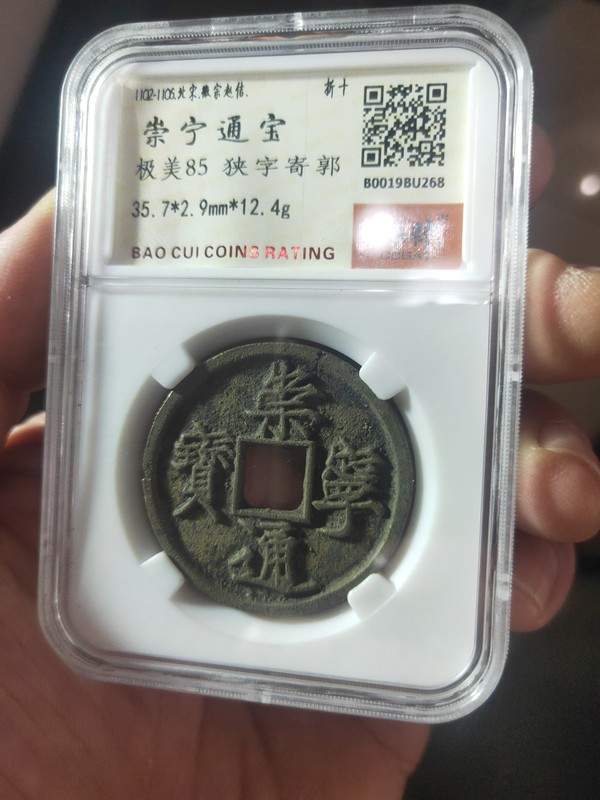 1102-1106.北宋.徽宗赵佶.
折十
崇宁通宝
极美85 狭字寄郭
B0019BU268
35.7*2.9mm*12.4g
BAO CUI COINS RATING
崇
寶 寧
通